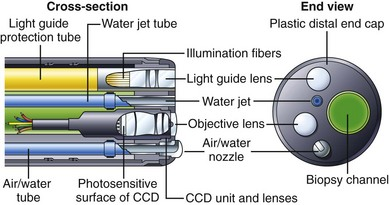 Cross-section
End view
Light guide
protection tube
Water jet tube
Plastic distal end cap
Illumination fibers
Light guide lens
Water jet
Objective lens
Air/water
nozzle
Air/water
tube
Photosensitive
surface of CCD
CCD unit and lenses
Biopsy channel